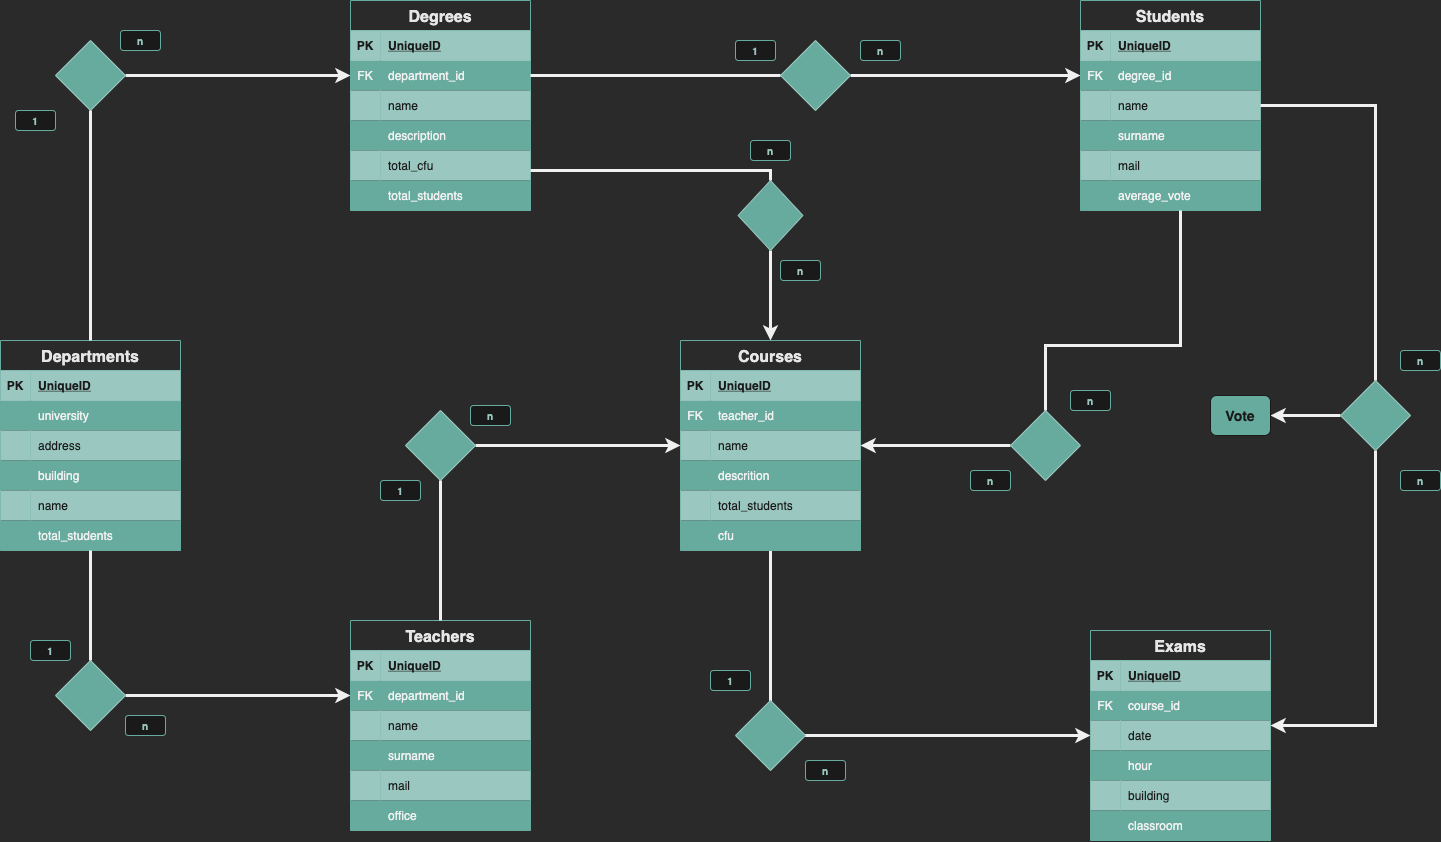 Degrees
PK UniqueID
FK department_id
name
description
total_cfu
total_students
Students
PK UniqueID
FK degree_id
name
surname
mail
average_vote
n
1
1
n
n
n
Departments
PK UniqueID
university
address
building
name
total_students
Courses
PK UniqueID
FK teacher_id
name
descrition
total_students
cfu
n
1
n
n
Vote
n
n
1
n
Teachers
PK UniqueID
FK department_id
name
surname
mail
office
1
n
Exams
PK UniqueID
FK course_id
date
hour
building
classroom